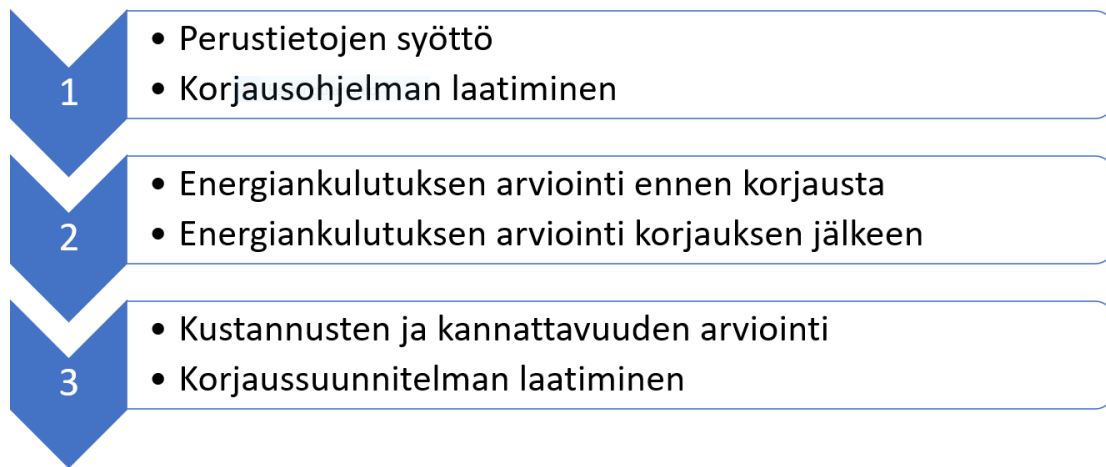 1
• Perustietojen syöttö
• Korjausohjelman laatiminen
2
• Energiankulutuksen arviointi ennen korjausta
• Energiankulutuksen arviointi korjauksen jälkeen
3
• Kustannusten ja kannattavuuden arviointi
• Korjaussuunnitelman laatiminen